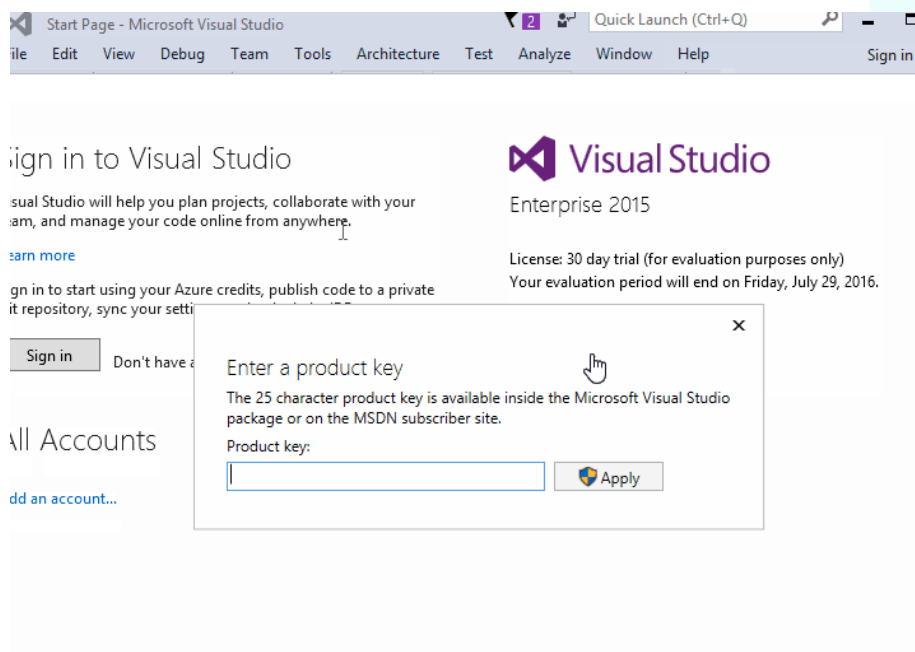 Start Page - Microsoft Visual Studio
2
Quick Launch (Ctrl+Q)
ile Edit View Debug Team Tools Architecture Test Analyze Window Help
Sign in
ign in to Visual Studio
isual Studio will help you plan projects, collaborate with your
am, and manage your code online from anywhere.
earn more
gn in to start using your Azure credits, publish code to a private
it repository, sync your setti
Sign in
Don't have a
All Accounts
dd an account...
Visual Studio
Enterprise 2015
License: 30 day trial (for evaluation purposes only)
Your evaluation period will end on Friday, July 29, 2016.
Enter a product key
The 25 character product key is available inside the Microsoft Visual Studio
package or on the MSDN subscriber site.
Product key:
Apply